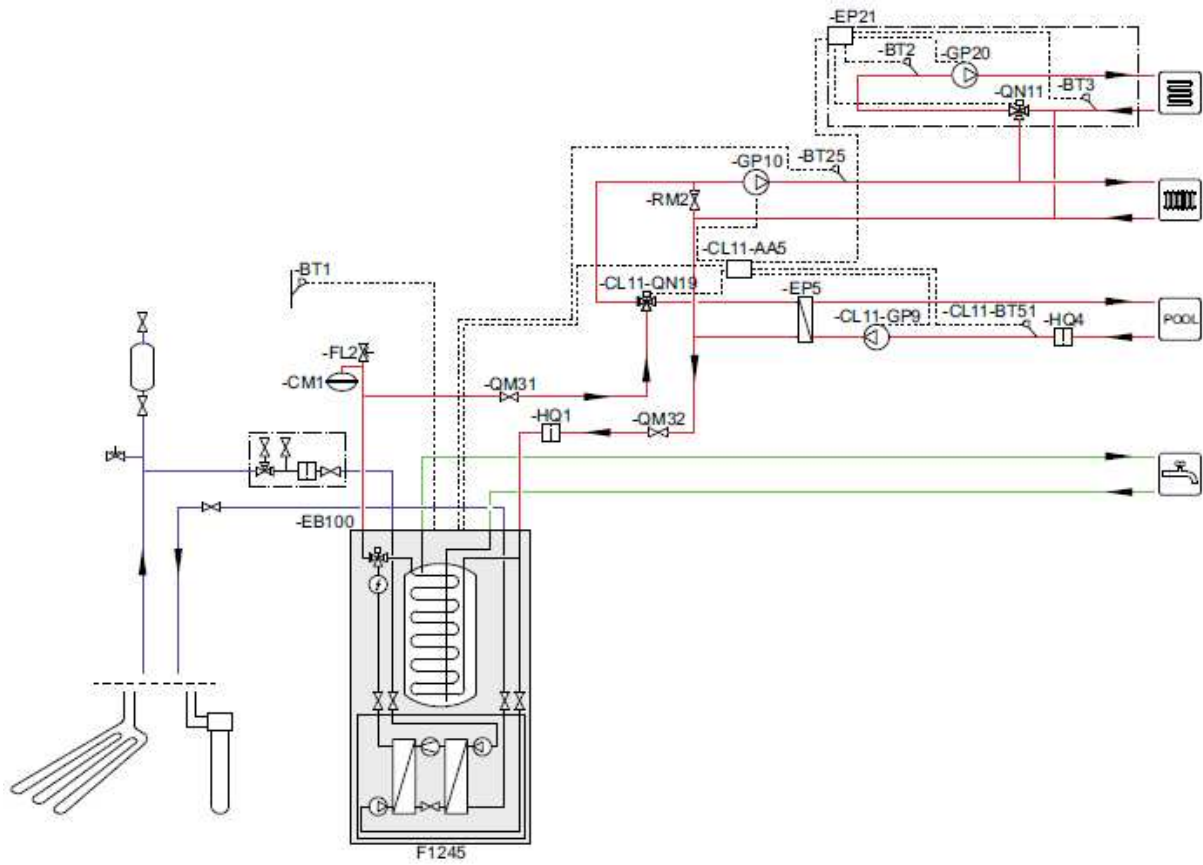 -EP21
-BT2
-GP20
-QN11
-BT3
-GP10
-BT25
-RM2
-CL11-AA5
-BT1
-CL11-QN19
-EP5
-CL11-GP9
-CL11-BT51
-HQ4
POOL
-FL2
-CM1
-QM31
-HQ1
-QM32
-EB100
F1245